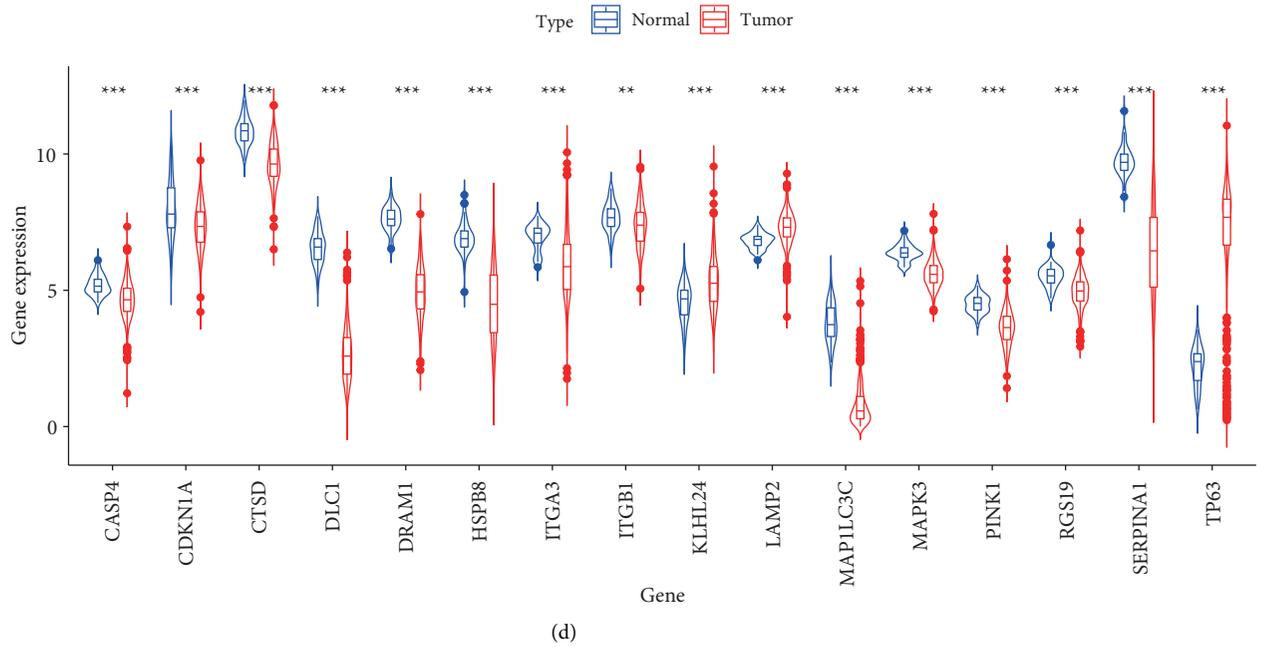 Type Normal Tumor
*** *** *** *** *** *** *** ** *** *** *** *** *** *** *** ***
10
5
0
Gene expression
CASP4
CDKN1A
CTSD
DLC1
DRAM1
HSPB8
ITGA3
ITGB1
KLHL24
LAMP2
MAP1LC3C
MAPK3
PINK1
RGS19
SERPINA1
TP63
Gene
(d)